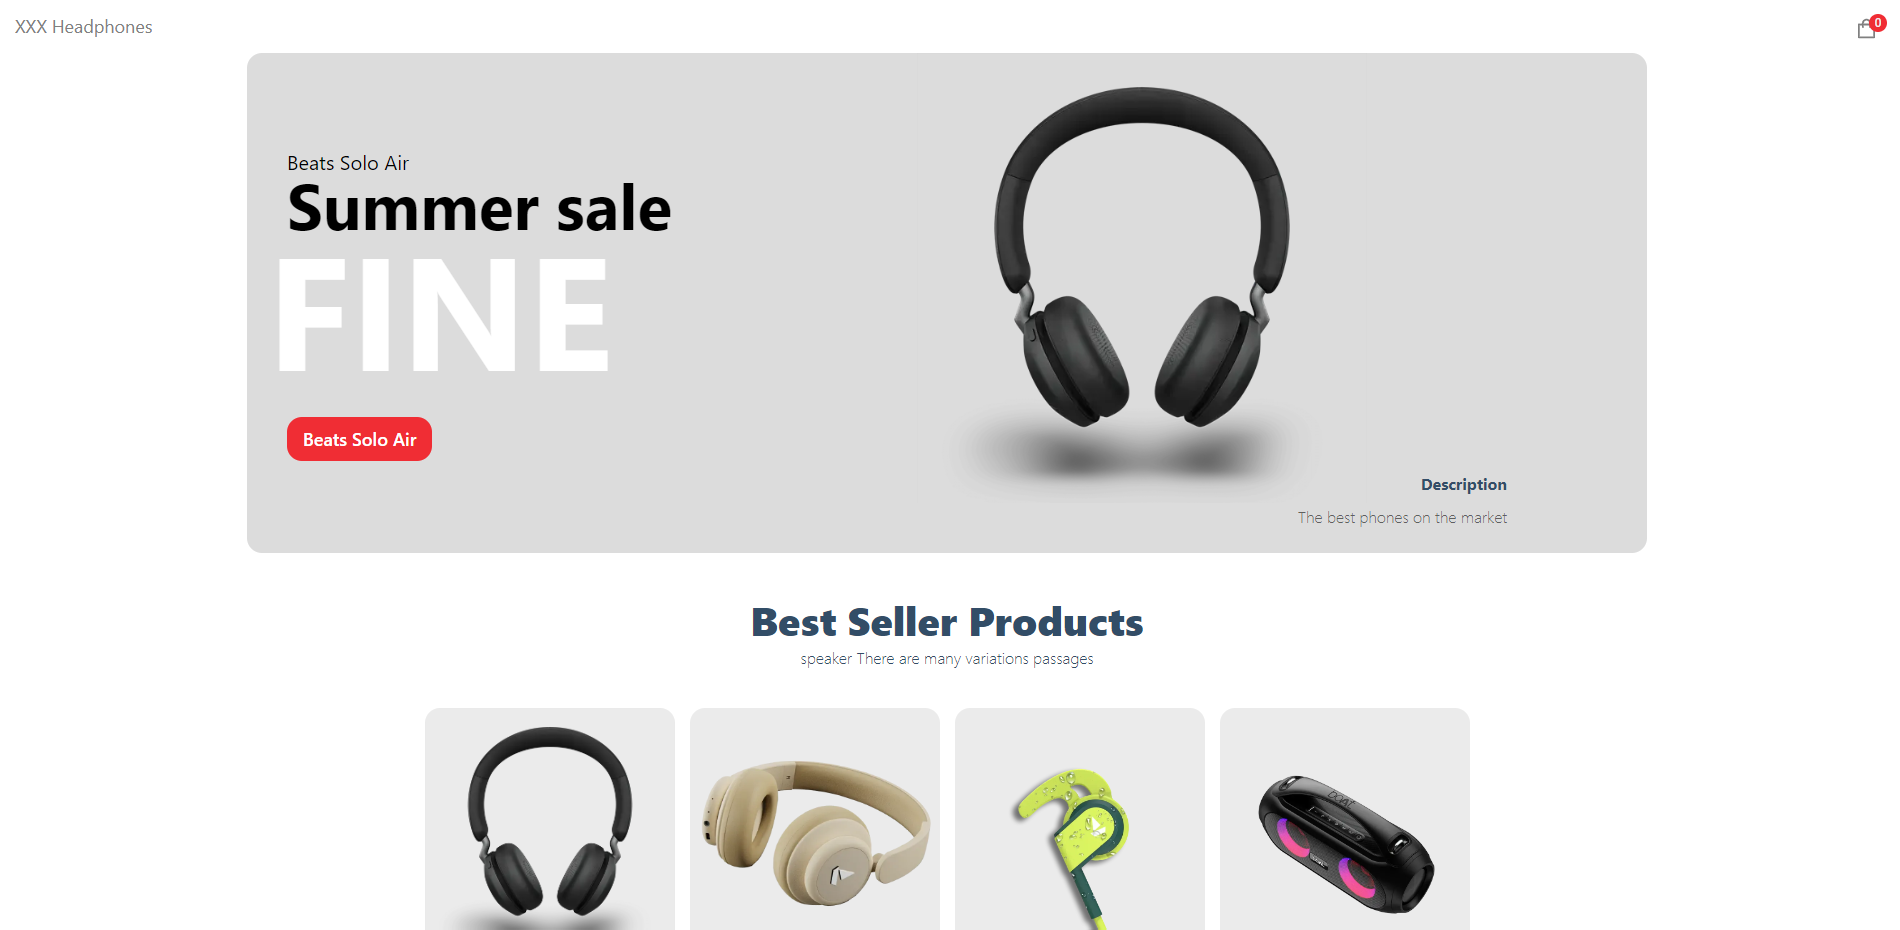 XXX Headphones
0
Beats Solo Air
Summer sale
FINE
Beats Solo Air
Description
The best phones on the market
Best Seller Products
speaker There are many variations passages
boAt